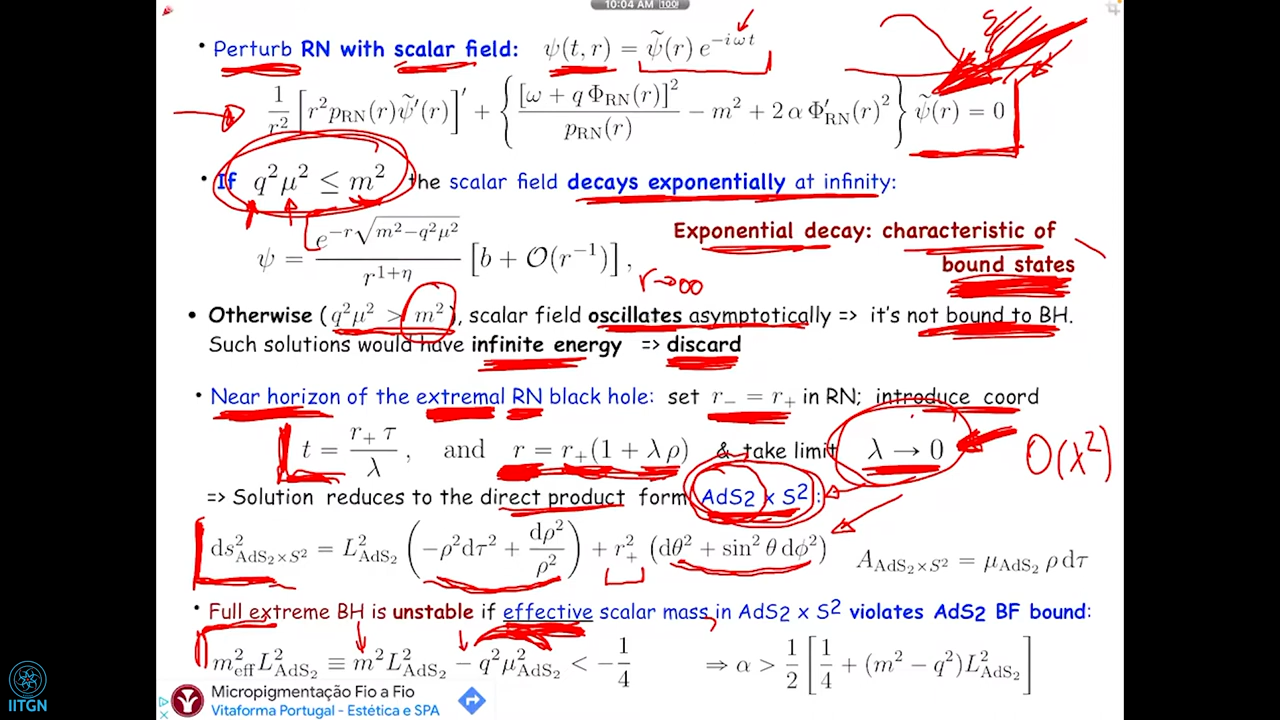 10:04 AM 100
• Perturb RN with scalar field: ψ(t, r) = ψ̃(r) e^{-iωt}
1/r² [r² p_RN(r) ψ̃′(r)]′ + { [ω + q Φ_RN(r)]² / p_RN(r) − m² + 2 α Φ′_RN(r)² } ψ̃(r) = 0
• If q²μ² ≤ m² the scalar field decays exponentially at infinity:
ψ = e^{-r√(m²−q²μ²)} / r^{1+η} [b + O(r⁻¹)],
r→∞
Exponential decay: characteristic of
bound states
• Otherwise (q²μ² > m²), scalar field oscillates asymptotically => it's not bound to BH.
Such solutions would have infinite energy => discard
• Near horizon of the extremal RN black hole: set r₋ = r₊ in RN; introduce coord
t = r₊ τ / λ, and r = r₊(1 + λ ρ) & take limit λ → 0
O(λ²)
=> Solution reduces to the direct product form AdS2 x S²:
ds²_{AdS₂×S²} = L²_{AdS₂} ( −ρ²dτ² + dρ²/ρ² ) + r₊² (dθ² + sin² θ dϕ²) A_{AdS₂×S²} = μ_{AdS₂} ρ dτ
• Full extreme BH is unstable if effective scalar mass in AdS2 x S² violates AdS2 BF bound:
m²_eff L²_{AdS₂} ≡ m² L²_{AdS₂} − q²μ²_{AdS₂} < −1/4 ⇒ α > 1/2 [ 1/4 + (m² − q²)L²_{AdS₂} ]
IITGN
Micropigmentação Fio a Fio
Vitaforma Portugal - Estética e SPA